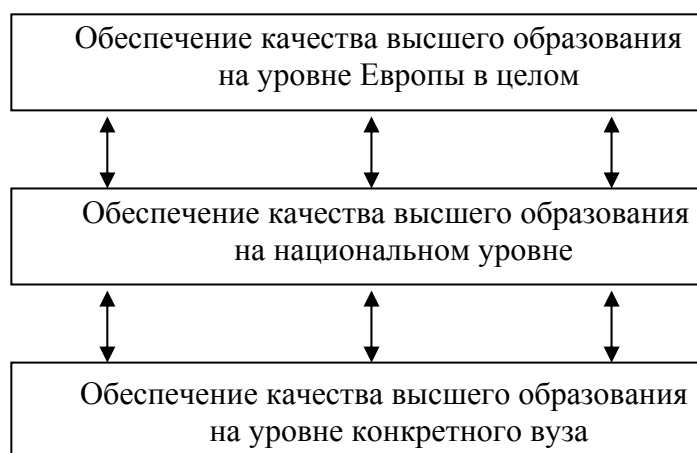 Обеспечение качества высшего образования
на уровне Европы в целом
Обеспечение качества высшего образования
на национальном уровне
Обеспечение качества высшего образования
на уровне конкретного вуза